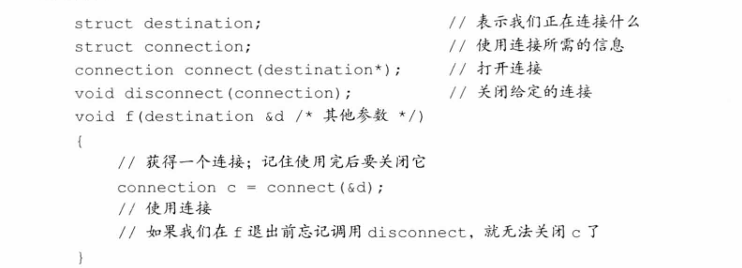 struct destination; // 表示我们正在连接什么
struct connection; // 使用连接所需的信息
connection connect(destination*); // 打开连接
void disconnect(connection); // 关闭给定的连接
void f(destination &d /* 其他参数 */)
{
// 获得一个连接；记住使用完后要关闭它
connection c = connect(&d);
// 使用连接
// 如果我们在 f 退出前忘记调用 disconnect，就无法关闭 c 了
}